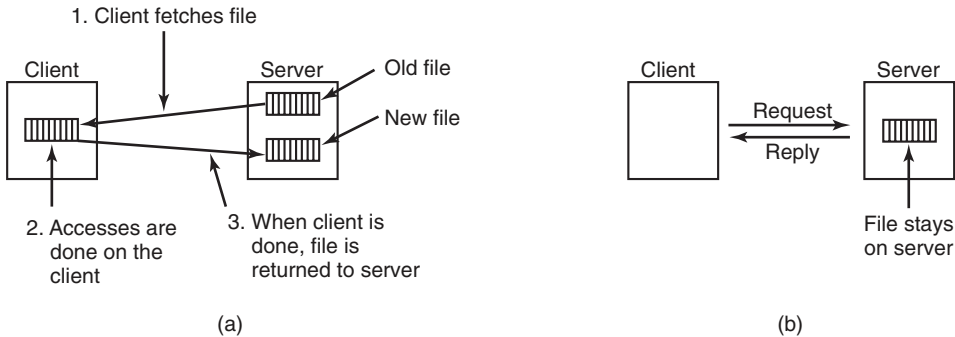 1. Client fetches file
Client
Server
Old file
New file
2. Accesses are
done on the
client
3. When client is
done, file is
returned to server
(a)
Client
Server
Request
Reply
File stays
on server
(b)